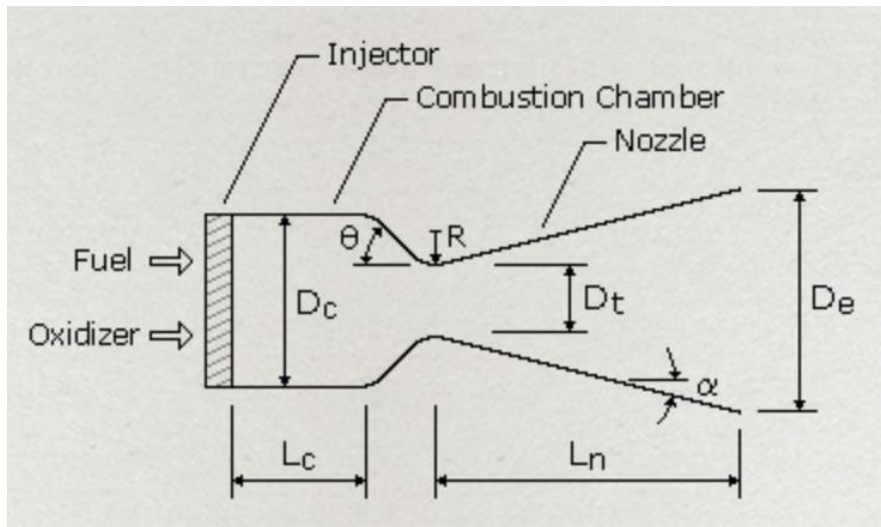 Injector
Combustion Chamber
Nozzle
θ
R
Fuel
Dc
Dt
De
Oxidizer
α
Lc
Ln